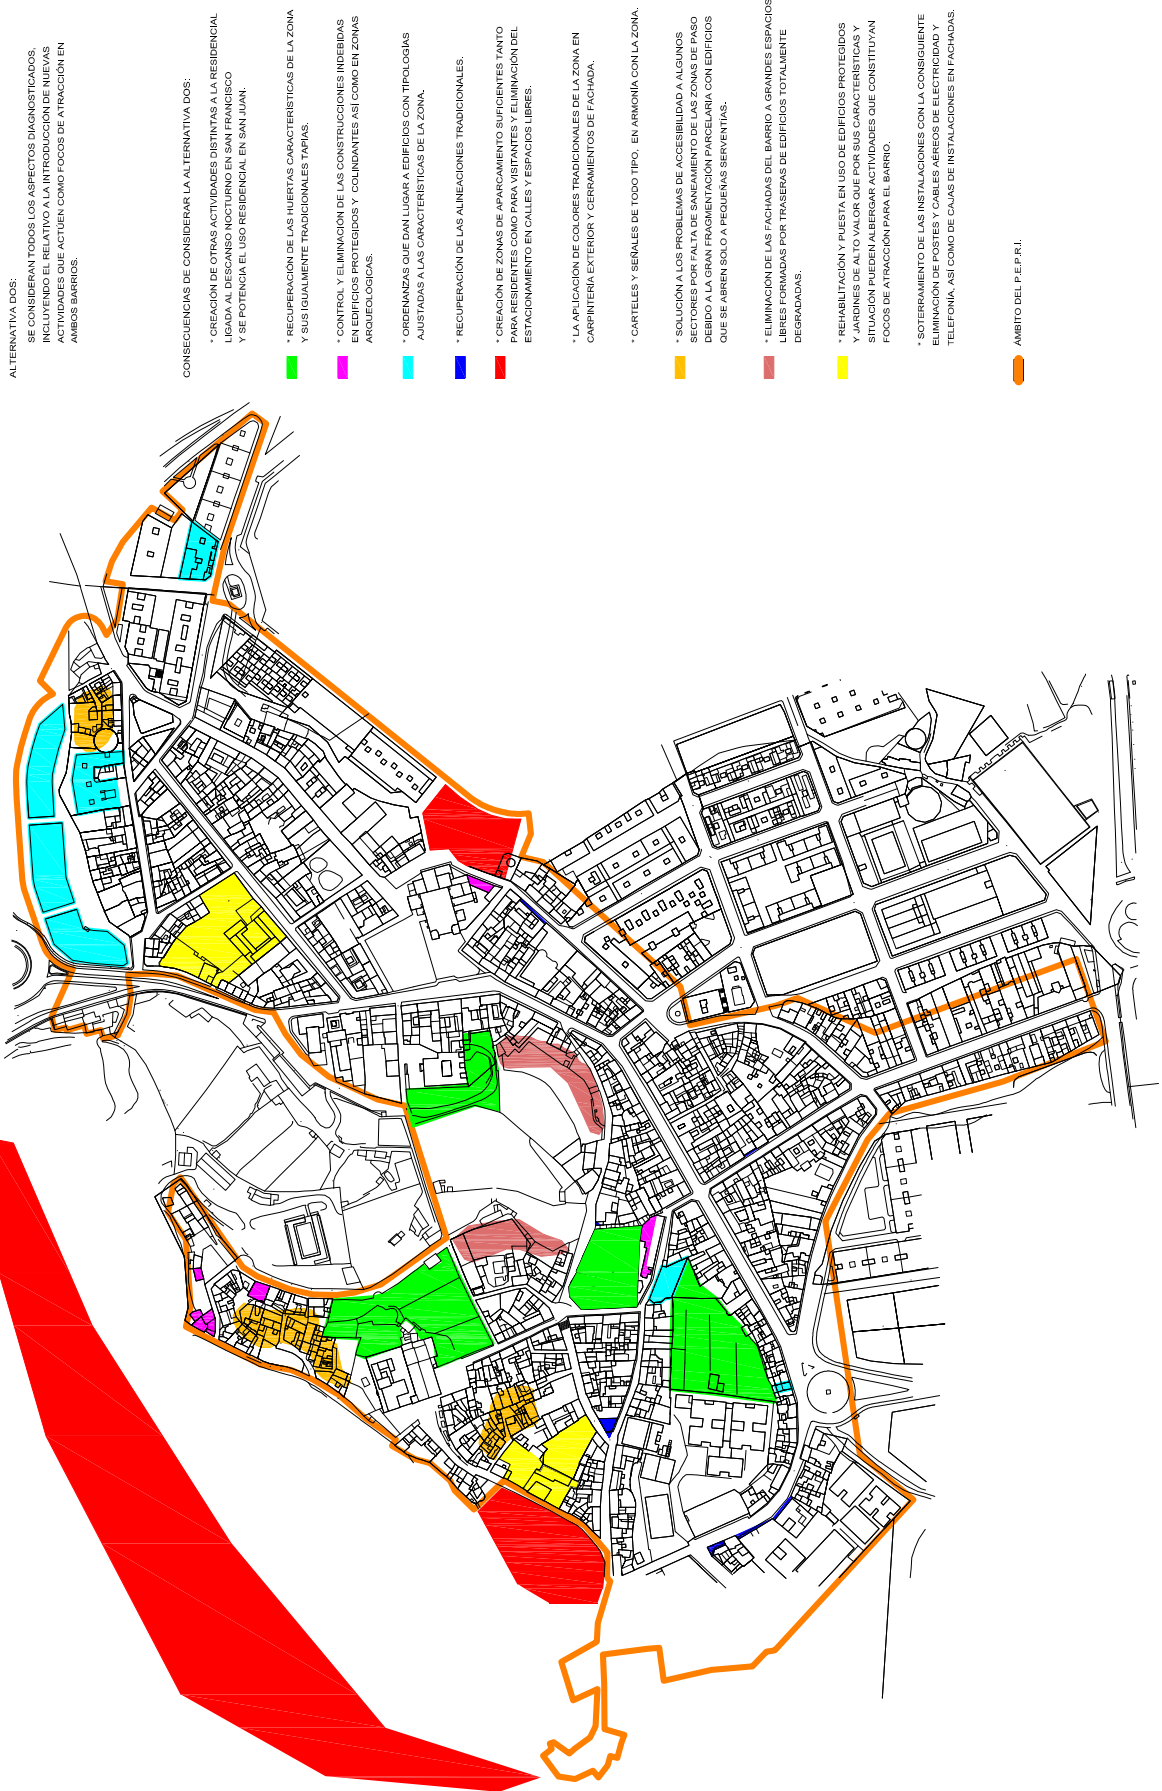 ALTERNATIVA DOS:
SE CONSIDERAN TODOS LOS ASPECTOS DIAGNOSTICADOS,
INCLUYENDO EL RELATIVO A LA INTRODUCCIÓN DE NUEVAS
ACTIVIDADES QUE ACTÚEN COMO FOCOS DE ATRACCIÓN EN
AMBOS BARRIOS.
CONSECUENCIAS DE CONSIDERAR LA ALTERNATIVA DOS:
* CREACIÓN DE OTRAS ACTIVIDADES DISTINTAS A LA RESIDENCIAL
LIGADA AL DESCANSO NOCTURNO EN SAN FRANCISCO
Y SE POTENCIA EL USO RESIDENCIAL EN SAN JUAN.
* RECUPERACIÓN DE LAS HUERTAS CARACTERÍSTICAS DE LA ZONA
Y SUS IGUALMENTE TRADICIONALES TAPIAS.
* CONTROL Y ELIMINACIÓN DE LAS CONSTRUCCIONES INDEBIDAS
EN EDIFICIOS PROTEGIDOS Y COLINDANTES ASÍ COMO EN ZONAS
ARQUEOLÓGICAS.
* ORDENANZAS QUE DAN LUGAR A EDIFICIOS CON TIPOLOGÍAS
AJUSTADAS A LAS CARACTERÍSTICAS DE LA ZONA.
* RECUPERACIÓN DE LAS ALINEACIONES TRADICIONALES.
* CREACIÓN DE ZONAS DE APARCAMIENTO SUFICIENTES TANTO
PARA RESIDENTES COMO PARA VISITANTES Y ELIMINACIÓN DEL
ESTACIONAMIENTO EN CALLES Y ESPACIOS LIBRES.
* LA APLICACIÓN DE COLORES TRADICIONALES DE LA ZONA EN
CARPINTERÍA EXTERIOR Y CERRAMIENTOS DE FACHADA.
* CARTELES Y SEÑALES DE TODO TIPO, EN ARMONÍA CON LA ZONA.
* SOLUCIÓN A LOS PROBLEMAS DE ACCESIBILIDAD A ALGUNOS
SECTORES POR FALTA DE SANEAMIENTO DE LAS ZONAS DE PASO
DEBIDO A LA GRAN FRAGMENTACIÓN PARCELARIA CON EDIFICIOS
QUE SE ABREN SOLO A PEQUEÑAS SERVENTÍAS.
* ELIMINACIÓN DE LAS FACHADAS DEL BARRIO A GRANDES ESPACIOS
LIBRES FORMADAS POR TRASERAS DE EDIFICIOS TOTALMENTE
DEGRADADAS.
* REHABILITACIÓN Y PUESTA EN USO DE EDIFICIOS PROTEGIDOS
Y JARDINES DE ALTO VALOR QUE POR SUS CARACTERÍSTICAS Y
SITUACIÓN PUEDEN ALBERGAR ACTIVIDADES QUE CONSTITUYAN
FOCOS DE ATRACCIÓN PARA EL BARRIO.
* SOTERRAMIENTO DE LAS INSTALACIONES CON LA CONSIGUIENTE
ELIMINACIÓN DE POSTES Y CABLES AÉREOS DE ELECTRICIDAD Y
TELEFONÍA, ASÍ COMO DE CAJAS DE INSTALACIONES EN FACHADAS.
ÁMBITO DEL P.E.P.R.I.